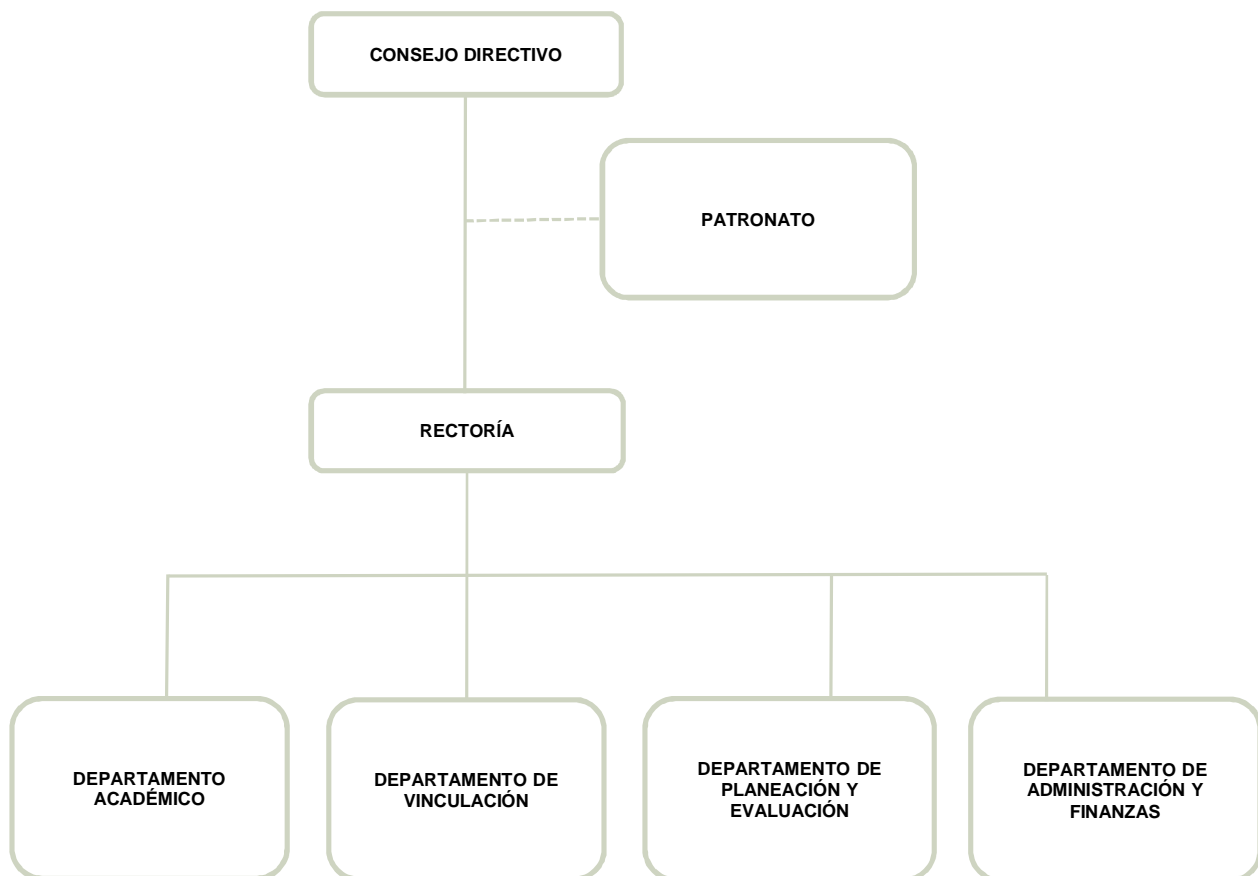 CONSEJO DIRECTIVO
PATRONATO
RECTORÍA
DEPARTAMENTO
ACADÉMICO
DEPARTAMENTO DE
VINCULACIÓN
DEPARTAMENTO DE
PLANEACIÓN Y
EVALUACIÓN
DEPARTAMENTO DE
ADMINISTRACIÓN Y
FINANZAS